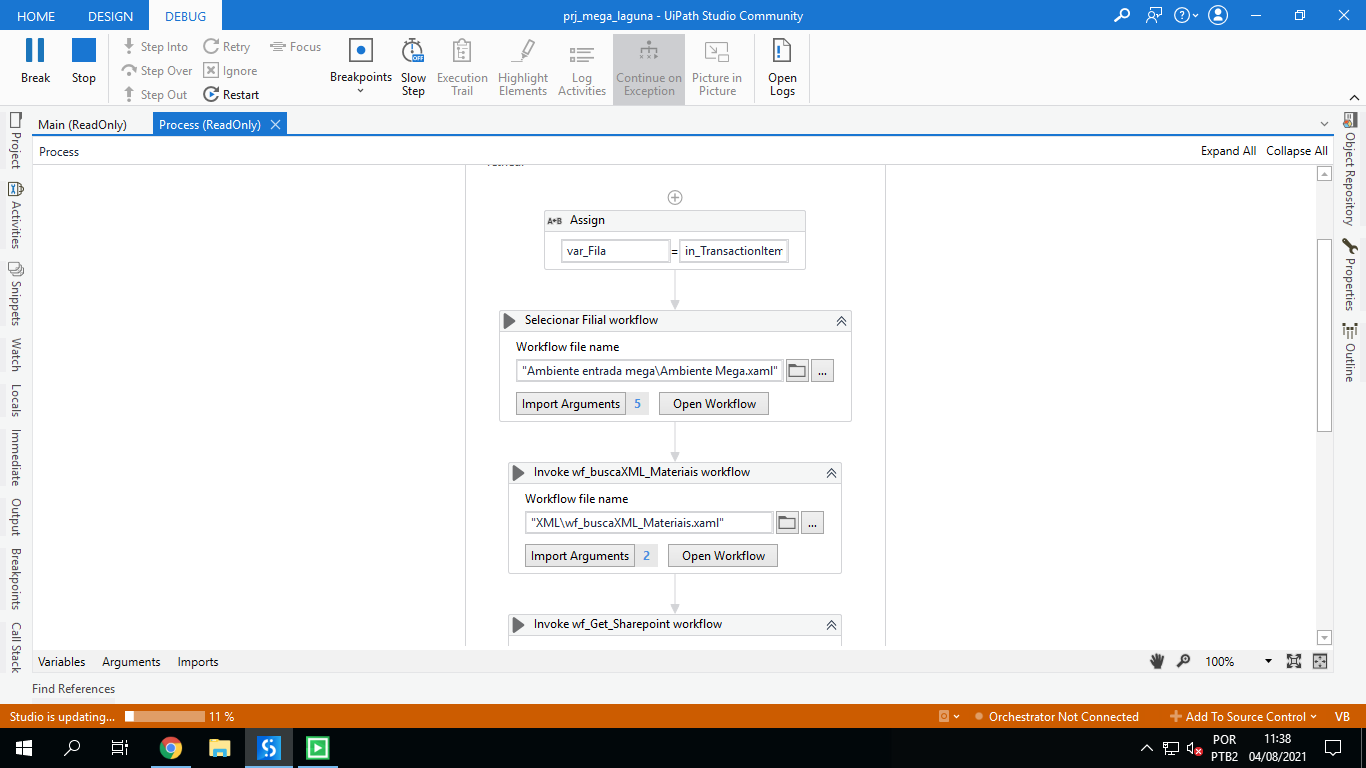 HOME DESIGN DEBUG prj_mega_laguna - UiPath Studio Community
Break
Stop
Step Into
Step Over
Step Out
Retry
Ignore
Restart
Focus
Breakpoints
Slow
Step
Execution
Trail
Highlight
Elements
Log
Activities
Continue on
Exception
Picture in
Picture
Open
Logs
Main (ReadOnly) Process (ReadOnly)
Process Expand All Collapse All
Project
Activities
Snippets
Watch
Locals
Immediate
Output
Breakpoints
Call Stack
A+B Assign
var_Fila = in_TransactionItem
Selecionar Filial workflow
Workflow file name
"Ambiente entrada mega\Ambiente Mega.xaml" ...
Import Arguments 5 Open Workflow
Invoke wf_buscaXML_Materiais workflow
Workflow file name
"XML\wf_buscaXML_Materiais.xaml" ...
Import Arguments 2 Open Workflow
Invoke wf_Get_Sharepoint workflow
Object Repository
Properties
Outline
Variables Arguments Imports 100%
Find References
Studio is updating... 11 % Orchestrator Not Connected Add To Source Control VB
POR
PTB2
11:38
04/08/2021